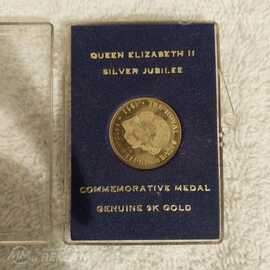 QUEEN ELIZABETH II
SILVER JUBILEE
COMMEMORATIVE MEDAL
GENUINE 9K GOLD